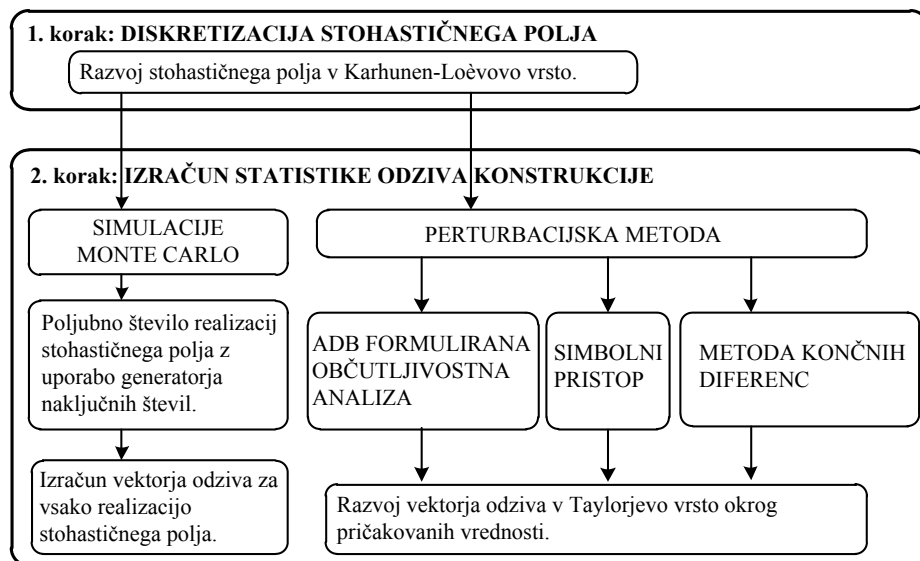 1. korak: DISKRETIZACIJA STOHASTIČNEGA POLJA
Razvoj stohastičnega polja v Karhunen-Loèvovo vrsto.
2. korak: IZRAČUN STATISTIKE ODZIVA KONSTRUKCIJE
SIMULACIJE
MONTE CARLO
Poljubno število realizacij
stohastičnega polja z
uporabo generatorja
naključnih števil.
Izračun vektorja odziva za
vsako realizacijo
stohastičnega polja.
PERTURBACIJSKA METODA
ADB FORMULIRANA
OBČUTLJIVOSTNA
ANALIZA
SIMBOLNI
PRISTOP
METODA KONČNIH
DIFERENC
Razvoj vektorja odziva v Taylorjevo vrsto okrog
pričakovanih vrednosti.